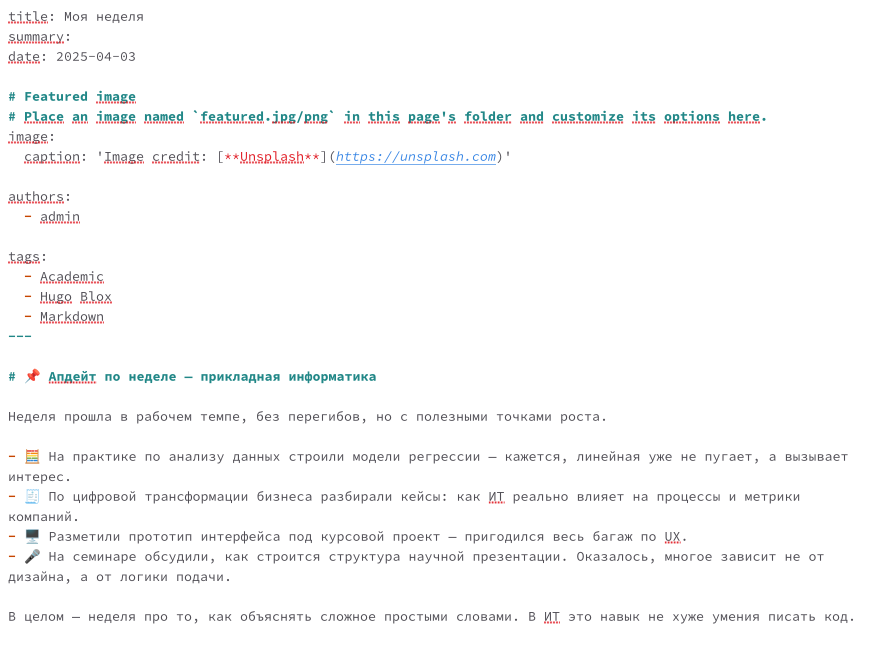 title: Моя неделя
summary:
date: 2025-04-03
# Featured image
# Place an image named `featured.jpg/png` in this page's folder and customize its options here.
image:
caption: 'Image credit: [**Unsplash**](https://unsplash.com)'
authors:
- admin
tags:
- Academic
- Hugo Blox
- Markdown
---
# 📌 Апдейт по неделе — прикладная информатика
Неделя прошла в рабочем темпе, без перегибов, но с полезными точками роста.
- 🧮 На практике по анализу данных строили модели регрессии — кажется, линейная уже не пугает, а вызывает
интерес.
- 🧾 По цифровой трансформации бизнеса разбирали кейсы: как ИТ реально влияет на процессы и метрики
компаний.
- 🖥️ Разметили прототип интерфейса под курсовой проект — пригодился весь багаж по UX.
- 🎤 На семинаре обсудили, как строится структура научной презентации. Оказалось, многое зависит не от
дизайна, а от логики подачи.
В целом — неделя про то, как объяснять сложное простыми словами. В ИТ это навык не хуже умения писать код.